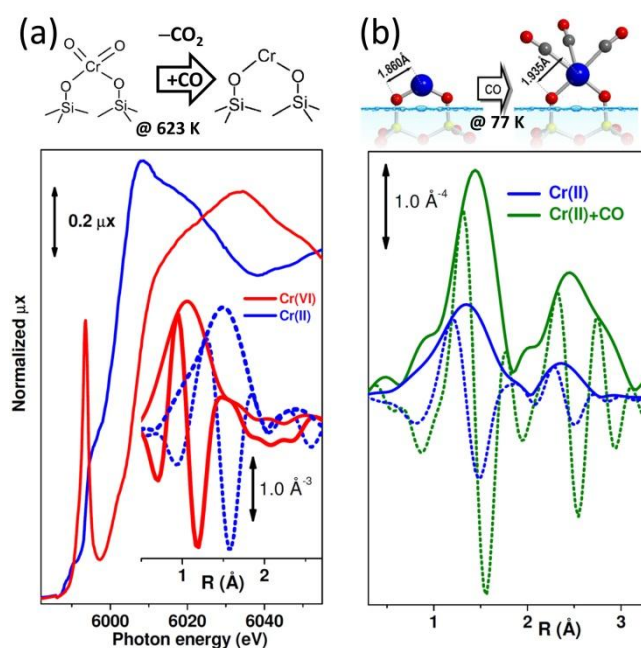 (a)
−CO₂
+CO
@ 623 K
O
O
Cr
O
O
Si
Si
Cr
O
O
Si
Si
0.2 µx
Cr(VI)
Cr(II)
1.0 Å⁻³
1
2
R (Å)
Normalized µx
6000
6020
6040
Photon energy (eV)
(b)
1.860Å
CO
1.935Å
@ 77 K
1.0 Å⁻⁴
Cr(II)
Cr(II)+CO
1
2
3
R (Å)